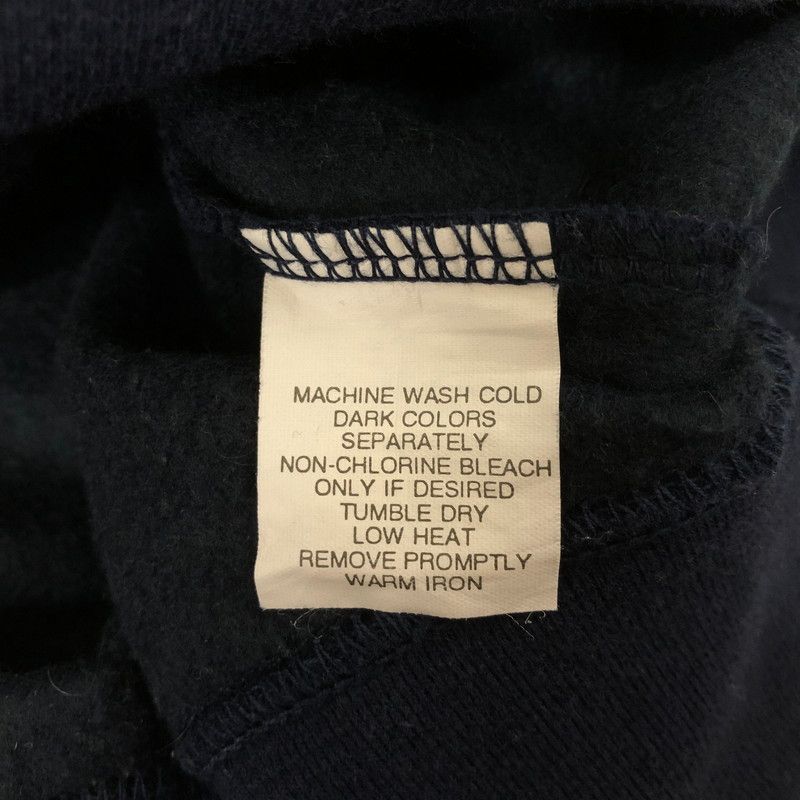 MACHINE WASH COLD
DARK COLORS
SEPARATELY
NON-CHLORINE BLEACH
ONLY IF DESIRED
TUMBLE DRY
LOW HEAT
REMOVE PROMPTLY
WARM IRON